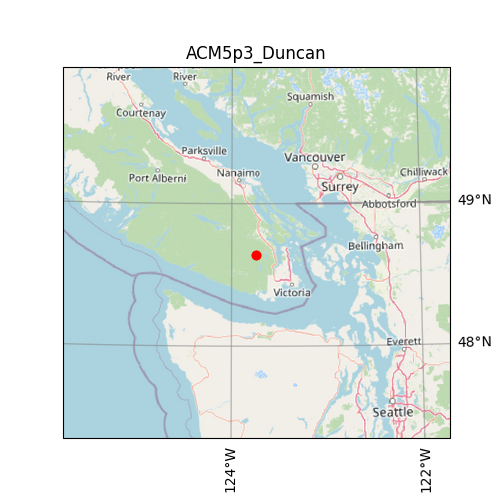 ACM5p3_Duncan
River
River
Squamish
Courtenay
Parksville
Vancouver
Port Alberni
Nanaimo
Chilliwack
Surrey
Abbotsford
49°N
Bellingham
Victoria
Everett
48°N
Seattle
124°W
122°W